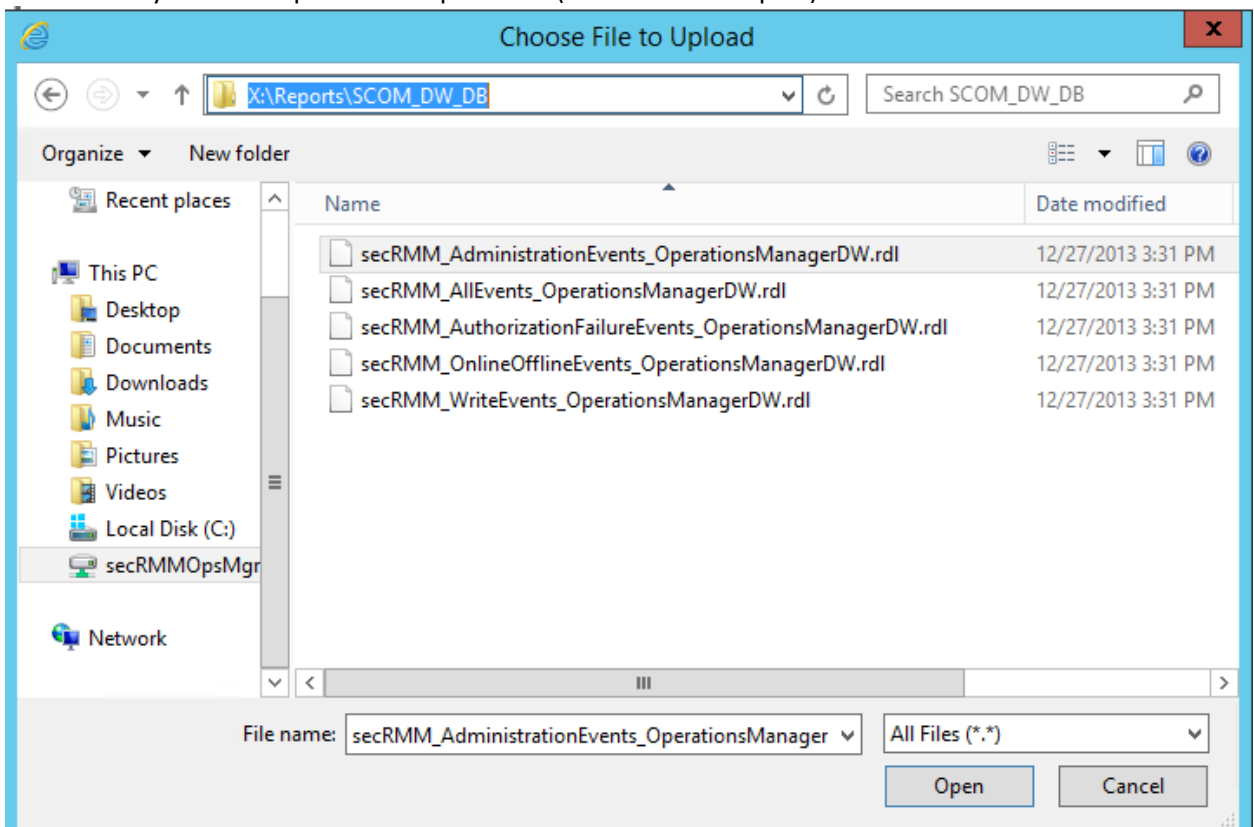 Choose File to Upload
x
X:\Reports\SCOM_DW_DB
Search SCOM_DW_DB
Organize New folder
Recent places
This PC
Desktop
Documents
Downloads
Music
Pictures
Videos
Local Disk (C:)
secRMMOpsMgr
Network
Name Date modified
secRMM_AdministrationEvents_OperationsManagerDW.rdl 12/27/2013 3:31 PM
secRMM_AllEvents_OperationsManagerDW.rdl 12/27/2013 3:31 PM
secRMM_AuthorizationFailureEvents_OperationsManagerDW.rdl 12/27/2013 3:31 PM
secRMM_OnlineOfflineEvents_OperationsManagerDW.rdl 12/27/2013 3:31 PM
secRMM_WriteEvents_OperationsManagerDW.rdl 12/27/2013 3:31 PM
File name: secRMM_AdministrationEvents_OperationsManager All Files (*.*)
Open Cancel